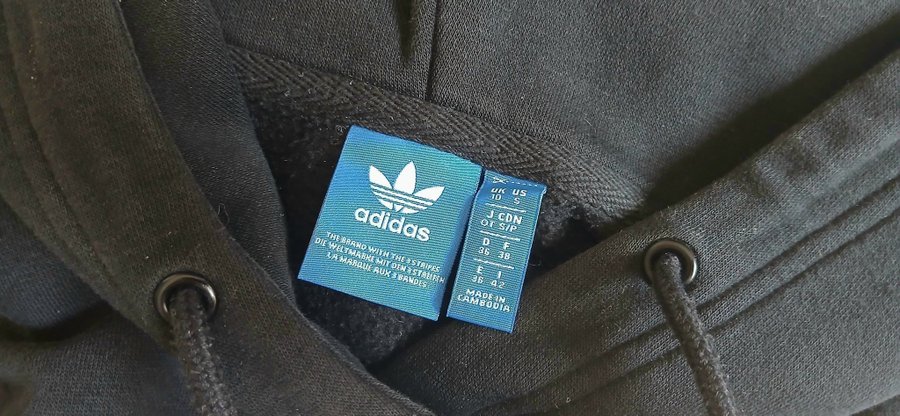 adidas
THE BRAND WITH THE 3 STRIPES
DIE WELTMARKE MIT DEN 3 STREIFEN
LA MARQUE AUX 3 BANDES
UK US
10 S
J CDN
OT S/P
D F
36 38
E I
36 42
MADE IN
CAMBODIA